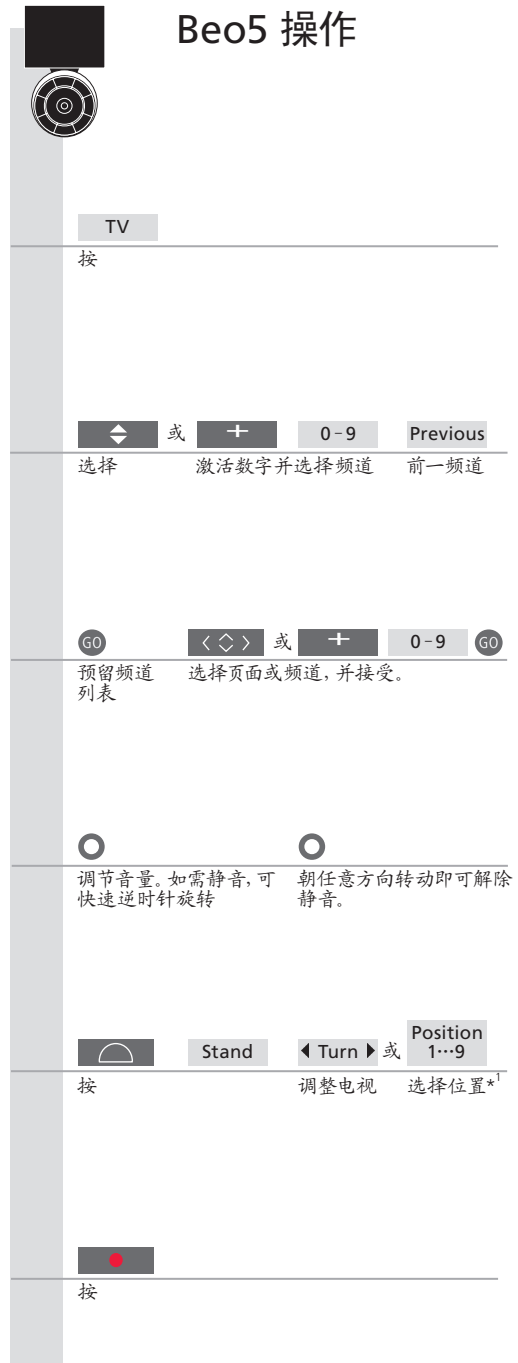 Beo5 操作
TV
按
或 0–9 Previous
选择 激活数字并选择频道 前一频道
GO 或 0–9 GO
预留频道 选择页面或频道，并接受。
列表
调节音量。如需静音，可 朝任意方向转动即可解除
快速逆时针旋转 静音。
Position
Stand Turn 或 1…9
按 调整电视 选择位置*1
按